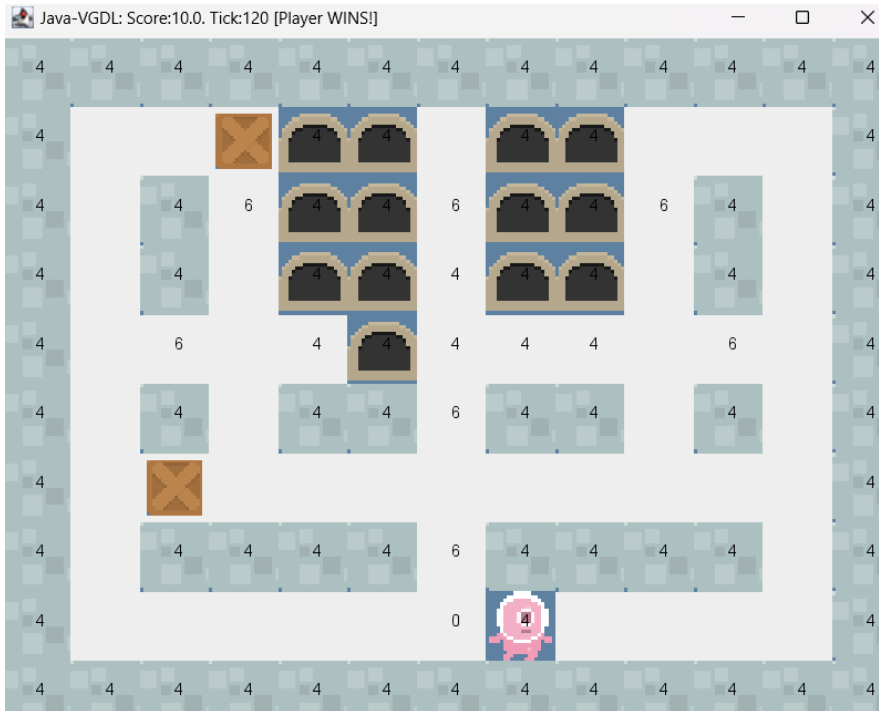 Java-VGDL: Score:10.0. Tick:120 [Player WINS!]
4 4 4 4 4 4 4 4 4 4 4 4 4
4 4 4 4 4 4
4 4 6 4 4 6 4 4 6 4 4
4 4 4 4 4 4 4 4 4
4 6 4 4 4 4 4 6 4
4 4 4 4 6 4 4 4 4
4 4
4 4 4 4 4 6 4 4 4 4 4
4 0 4 4
4 4 4 4 4 4 4 4 4 4 4 4 4